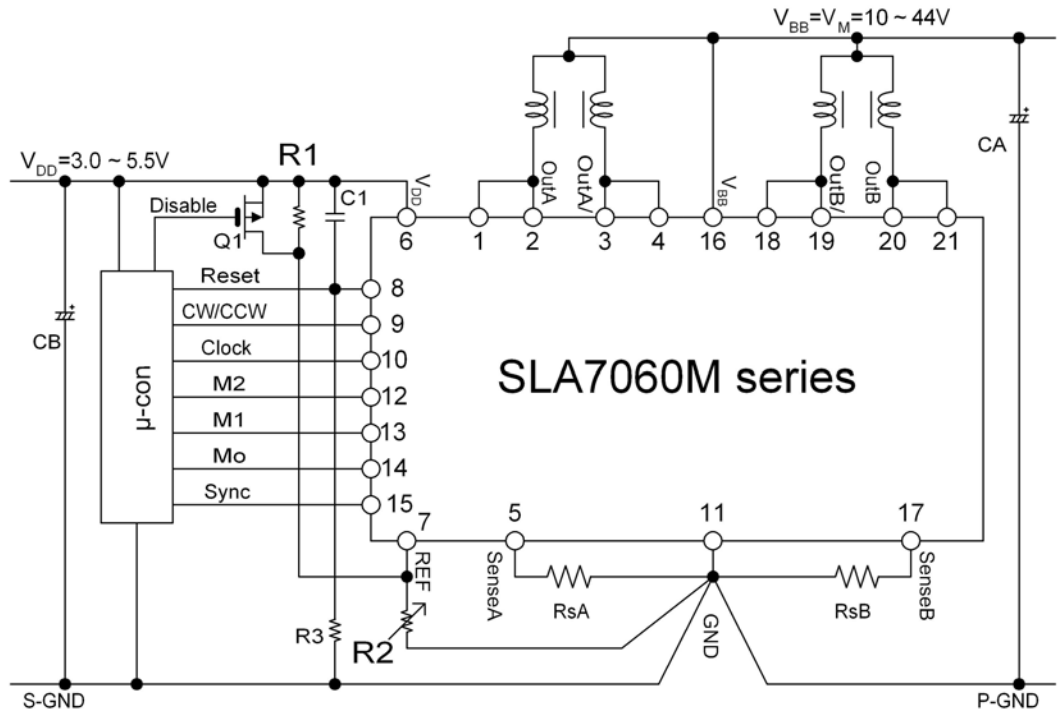 VBB=VM=10 ~ 44V
CA
VDD=3.0 ~ 5.5V
R1
C1
VDD
OutA
OutA/
VBB
OutB/
OutB
Disable
Q1
6
1
2
3
4
16
18
19
20
21
Reset
8
CW/CCW
9
CB
Clock
10
SLA7060M series
µ-con
M2
12
M1
13
Mo
14
Sync
15
7
5
11
17
REF
SenseA
RsA
GND
RsB
SenseB
R3
R2
S-GND
P-GND